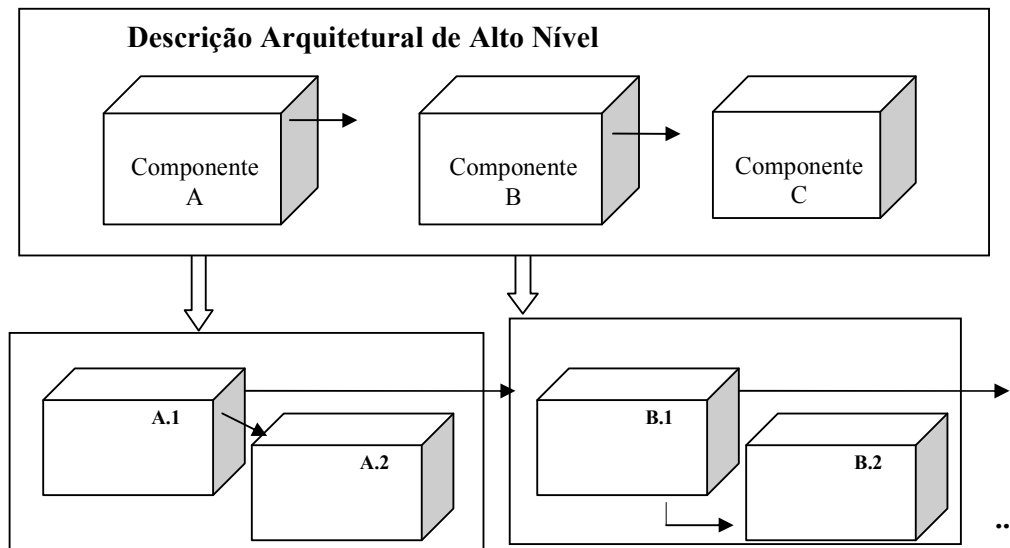 Descrição Arquitetural de Alto Nível
Componente
A
Componente
B
Componente
C
A.1
A.2
B.1
B.2
..